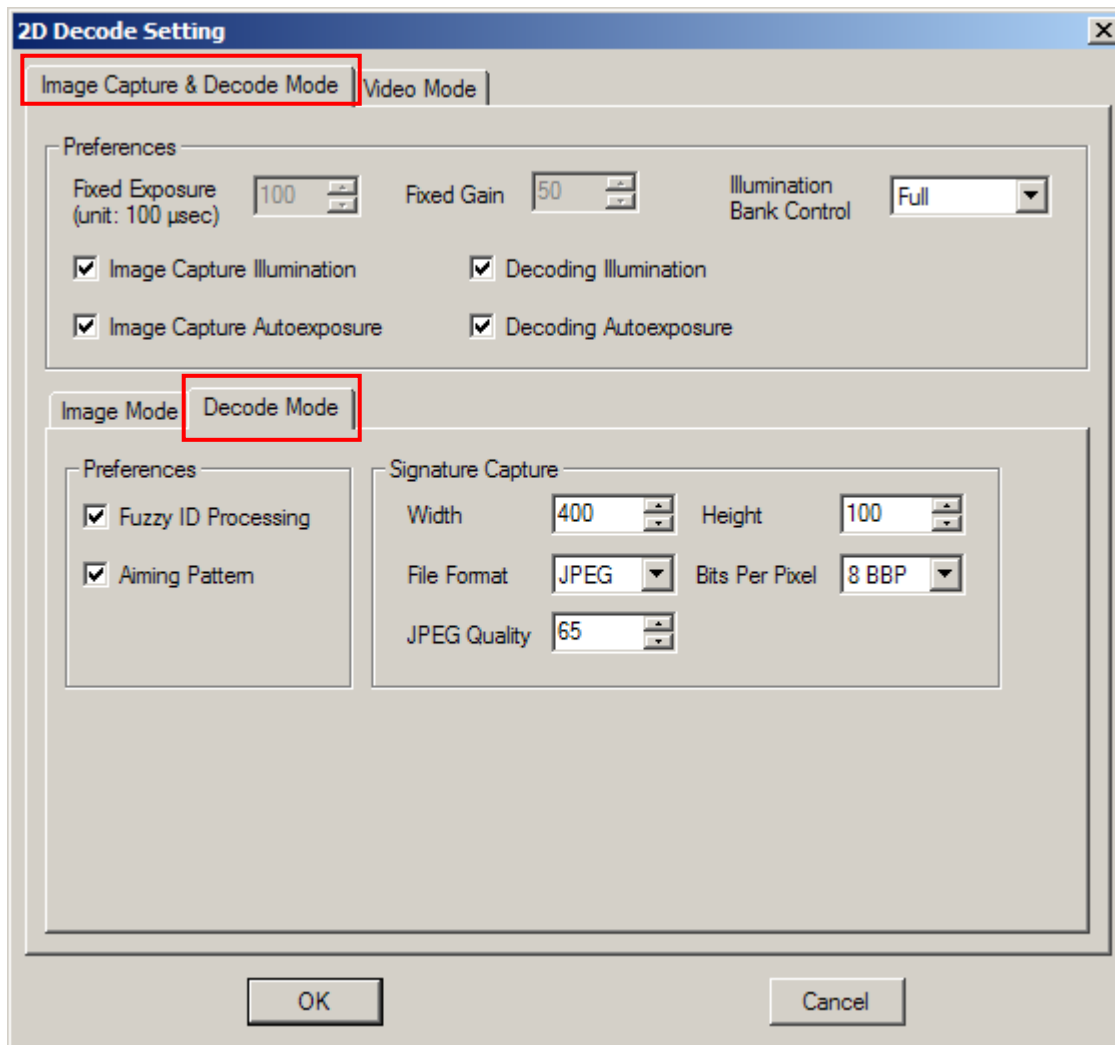 2D Decode Setting
Image Capture & Decode Mode Video Mode
Preferences
Fixed Exposure
(unit: 100 µsec) 100 Fixed Gain 50 Illumination
Bank Control Full
Image Capture Illumination Decoding Illumination
Image Capture Autoexposure Decoding Autoexposure
Image Mode Decode Mode
Preferences Signature Capture
Fuzzy ID Processing Width 400 Height 100
Aiming Pattern File Format JPEG Bits Per Pixel 8 BBP
JPEG Quality 65
OK Cancel